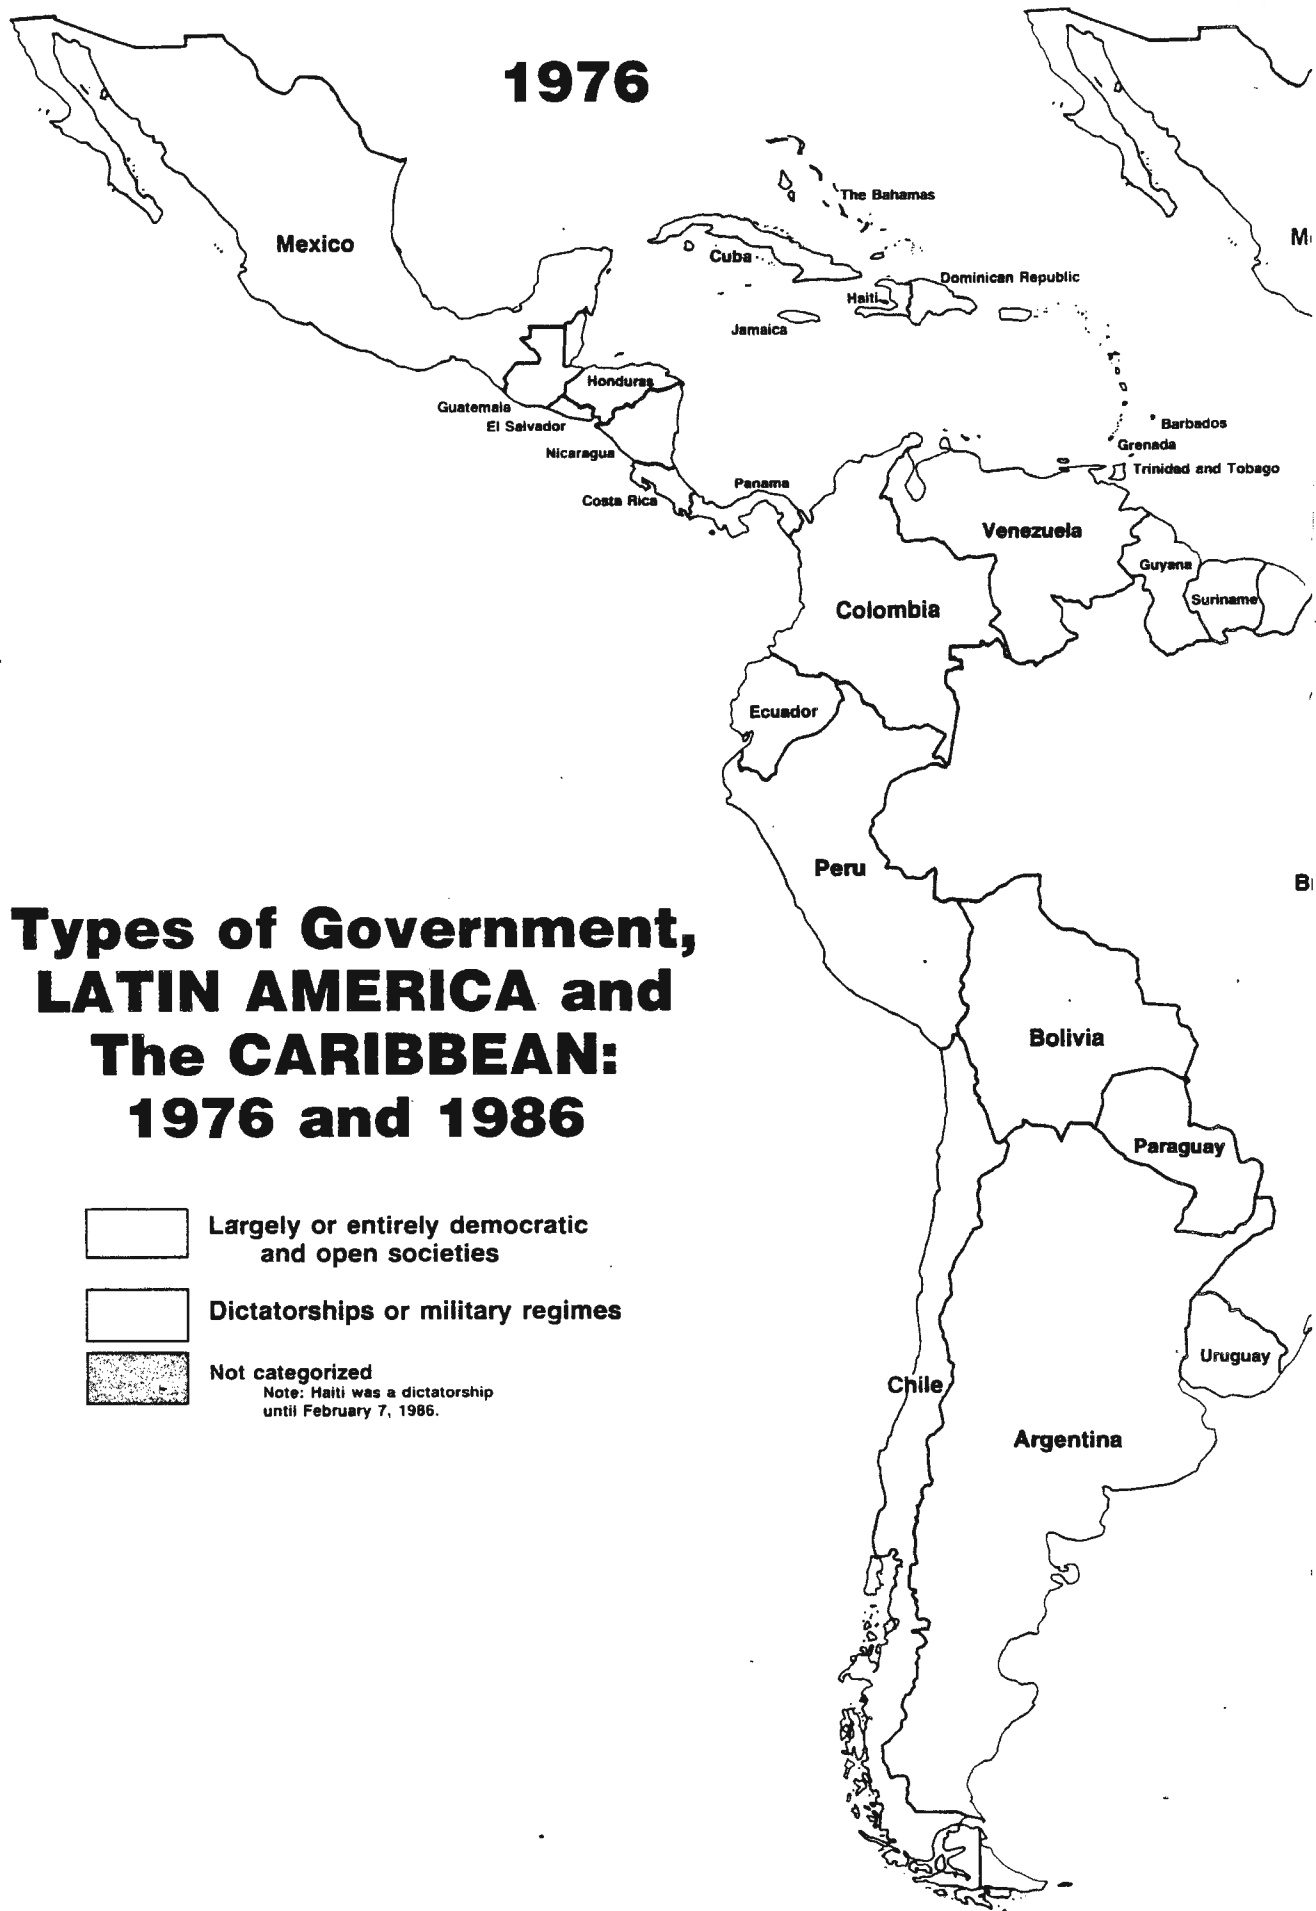 1976
The Bahamas
Mexico
M
Cuba
Dominican Republic
Haiti
Jamaica
Honduras
Guatemala
El Salvador
Barbados
Grenada
Nicaragua
Trinidad and Tobago
Panama
Costa Rica
Venezuela
Guyana
Suriname
Colombia
Ecuador
Peru
B
Types of Government,
LATIN AMERICA and
The CARIBBEAN:
1976 and 1986
Bolivia
Paraguay
Largely or entirely democratic
and open societies
Dictatorships or military regimes
Uruguay
Not categorized
Note: Haiti was a dictatorship
until February 7, 1986.
Chile
Argentina